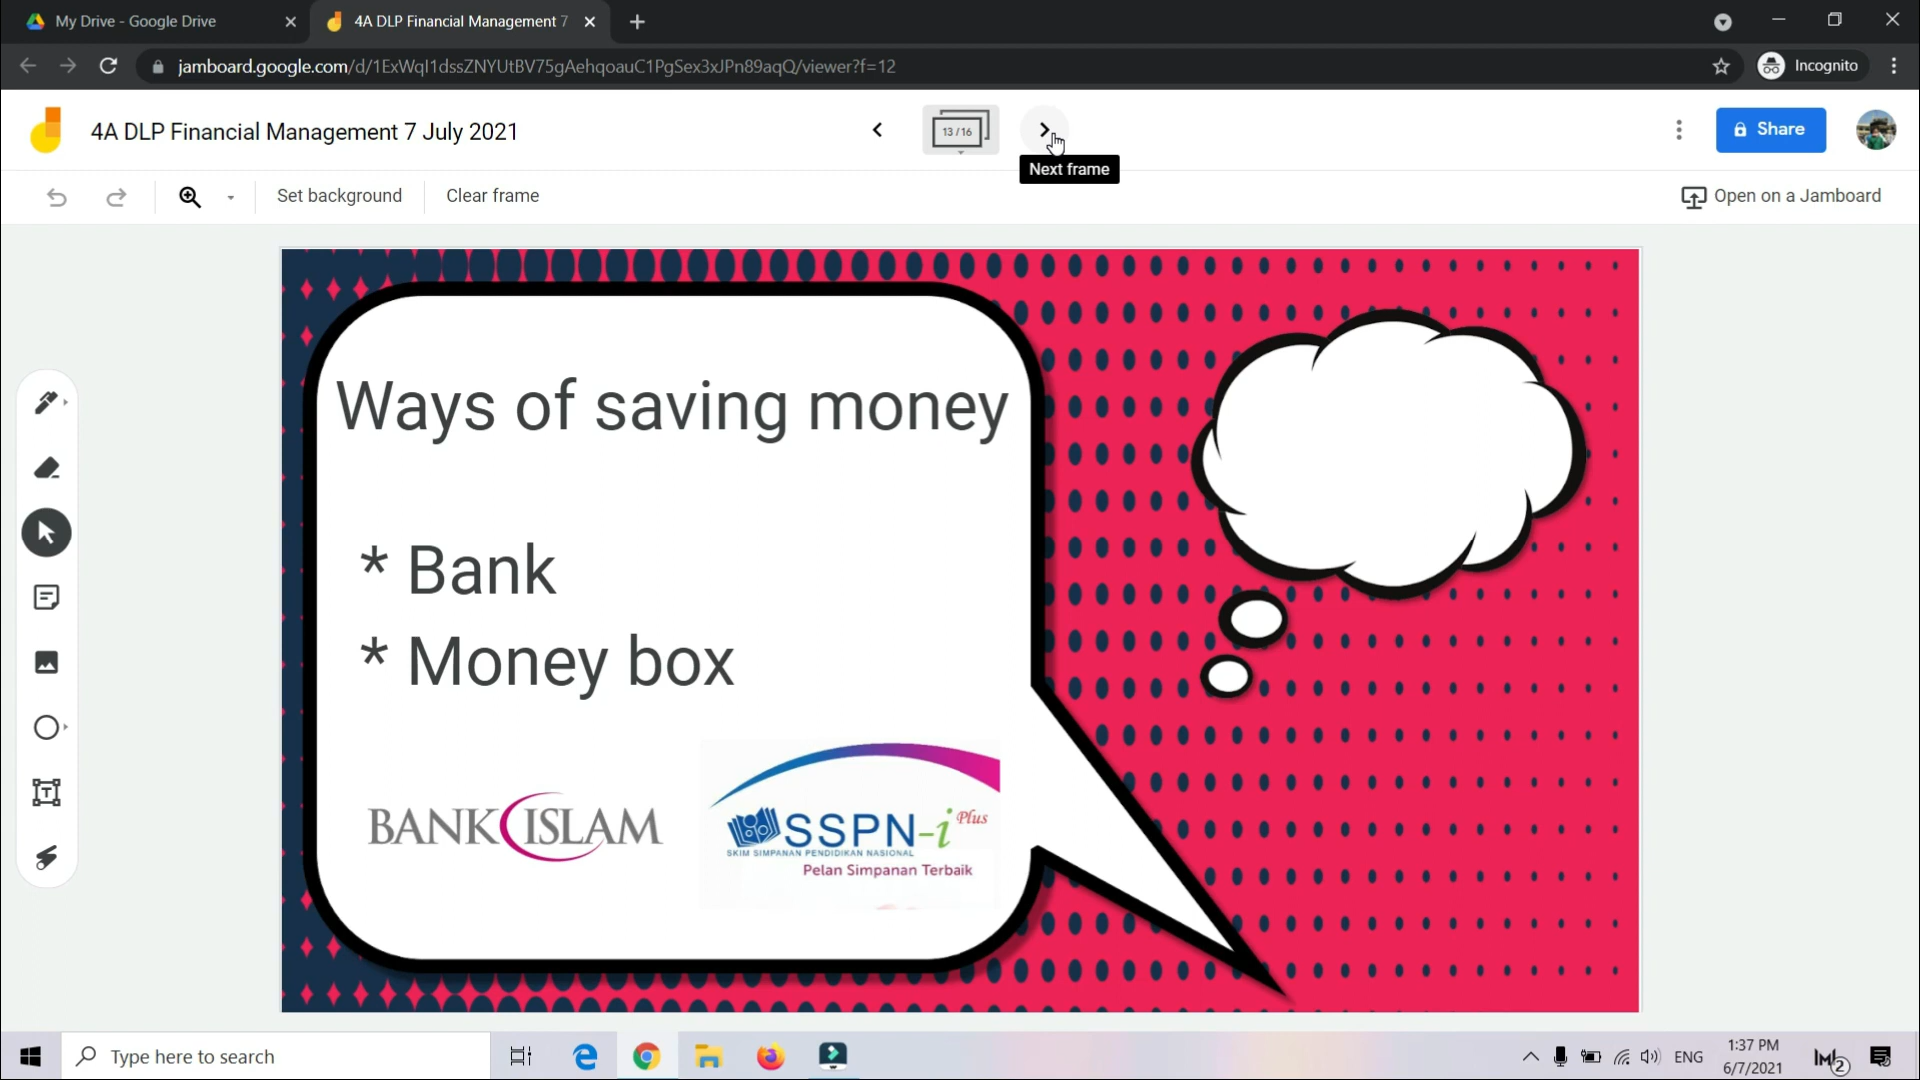 My Drive - Google Drive
4A DLP Financial Management 7
jamboard.google.com/d/1ExWqI1dssZNYUtBV75gAehqoauC1PgSex3xJPn89aqQ/viewer?f=12
Incognito
4A DLP Financial Management 7 July 2021
13 / 16
Share
Next frame
Set background
Clear frame
Open on a Jamboard
Ways of saving money
* Bank
* Money box
BANK ISLAM
SSPN-i Plus
SKIM SIMPANAN PENDIDIKAN NASIONAL
Pelan Simpanan Terbaik
Type here to search
ENG
1:37 PM
6/7/2021
2